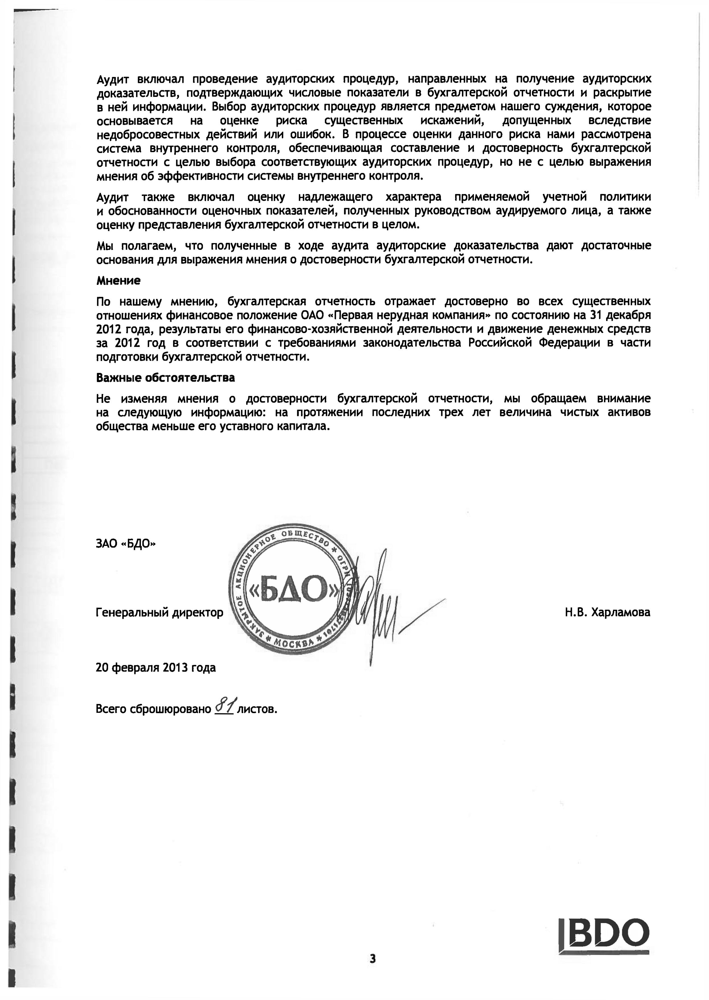 Аудит включал проведение аудиторских процедур, направленных на получение аудиторских
доказательств, подтверждающих числовые показатели в бухгалтерской отчетности и раскрытие
в ней информации. Выбор аудиторских процедур является предметом нашего суждения, которое
основывается на оценке риска существенных искажений, допущенных вследствие
недобросовестных действий или ошибок. В процессе оценки данного риска нами рассмотрена
система внутреннего контроля, обеспечивающая составление и достоверность бухгалтерской
отчетности с целью выбора соответствующих аудиторских процедур, но не с целью выражения
мнения об эффективности системы внутреннего контроля.
Аудит также включал оценку надлежащего характера применяемой учетной политики
и обоснованности оценочных показателей, полученных руководством аудируемого лица, а также
оценку представления бухгалтерской отчетности в целом.
Мы полагаем, что полученные в ходе аудита аудиторские доказательства дают достаточные
основания для выражения мнения о достоверности бухгалтерской отчетности.
Мнение
По нашему мнению, бухгалтерская отчетность отражает достоверно во всех существенных
отношениях финансовое положение ОАО «Первая нерудная компания» по состоянию на 31 декабря
2012 года, результаты его финансово-хозяйственной деятельности и движение денежных средств
за 2012 год в соответствии с требованиями законодательства Российской Федерации в части
подготовки бухгалтерской отчетности.
Важные обстоятельства
Не изменяя мнения о достоверности бухгалтерской отчетности, мы обращаем внимание
на следующую информацию: на протяжении последних трех лет величина чистых активов
общества меньше его уставного капитала.
ЗАО «БДО»
ЗАКРЫТОЕ АКЦИОНЕРНОЕ ОБЩЕСТВО * ОГРН
* МОСКВА *
«БДО»
Генеральный директор
Н.В. Харламова
20 февраля 2013 года
Всего сброшюровано 81 листов.
BDO
3